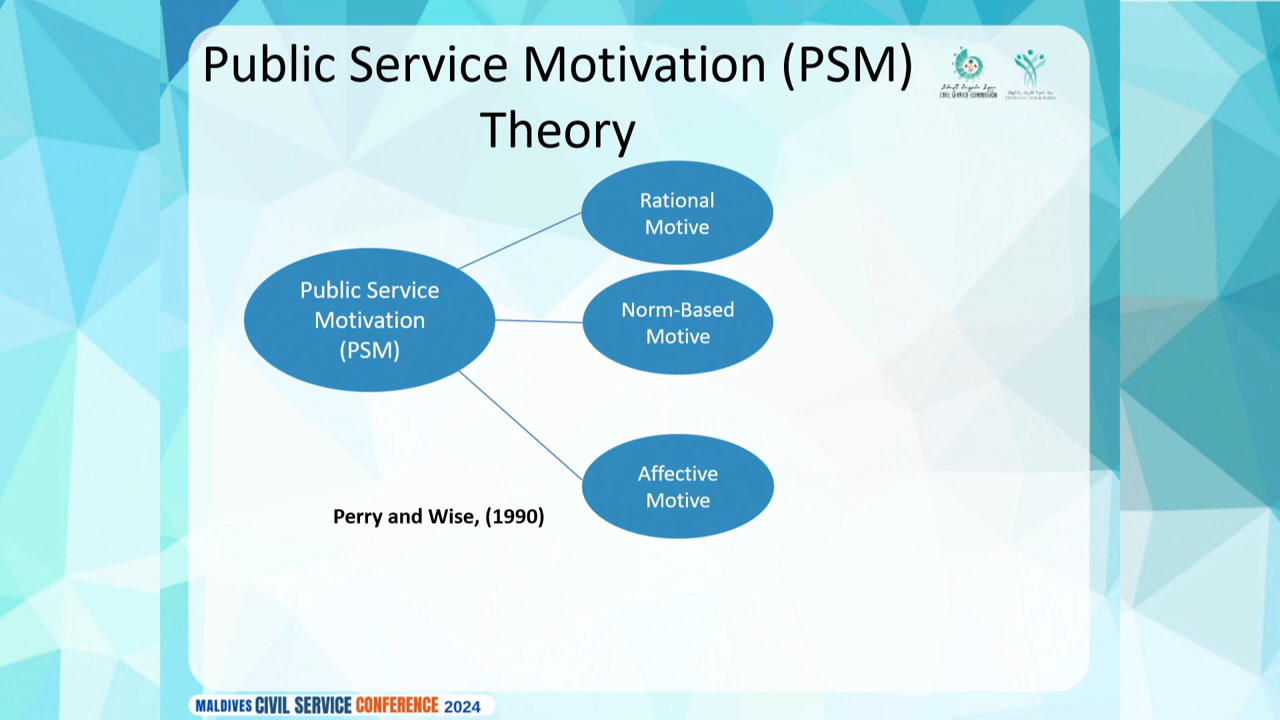 Public Service Motivation (PSM)
Theory
CIVIL SERVICE COMMISSION
Rational
Motive
Public Service
Motivation
(PSM)
Norm-Based
Motive
Affective
Motive
Perry and Wise, (1990)
MALDIVES CIVIL SERVICE CONFERENCE 2024